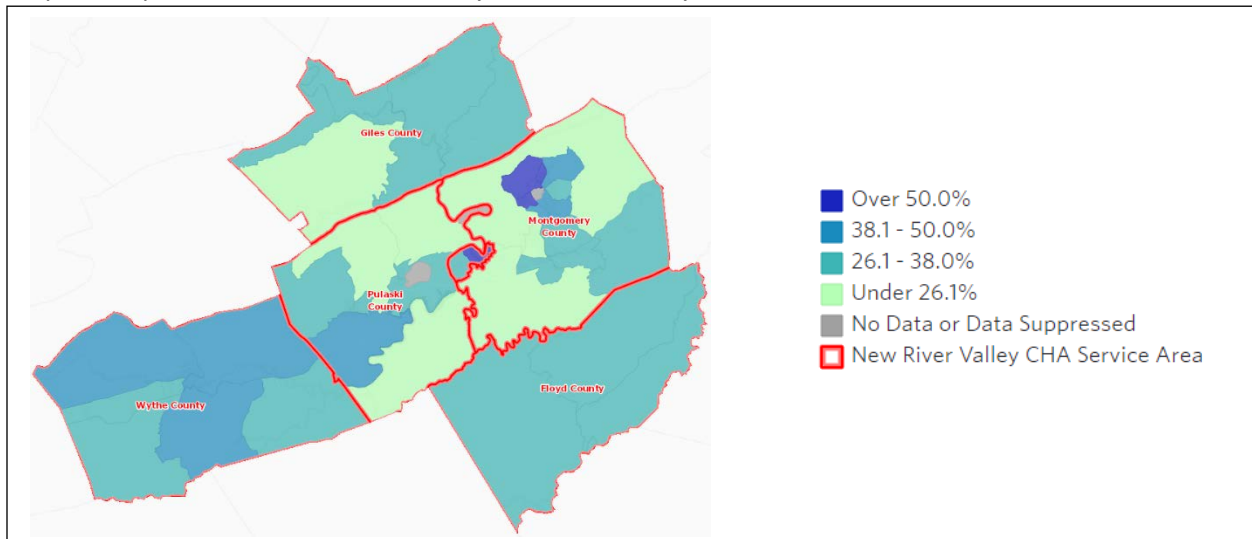 Giles County
Montgomery
County
Pulaski
County
Floyd County
Wythe County
Over 50.0%
38.1 - 50.0%
26.1 - 38.0%
Under 26.1%
No Data or Data Suppressed
New River Valley CHA Service Area